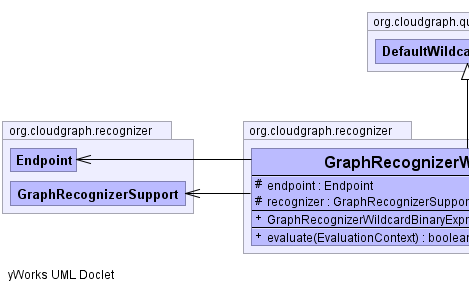 org.cloudgraph.qu
DefaultWildca
org.cloudgraph.recognizer
Endpoint
GraphRecognizerSupport
org.cloudgraph.recognizer
GraphRecognizerW
# endpoint : Endpoint
# recognizer : GraphRecognizerSuppor
+ GraphRecognizerWildcardBinaryExpr
+ evaluate(EvaluationContext) : boolean
yWorks UML Doclet